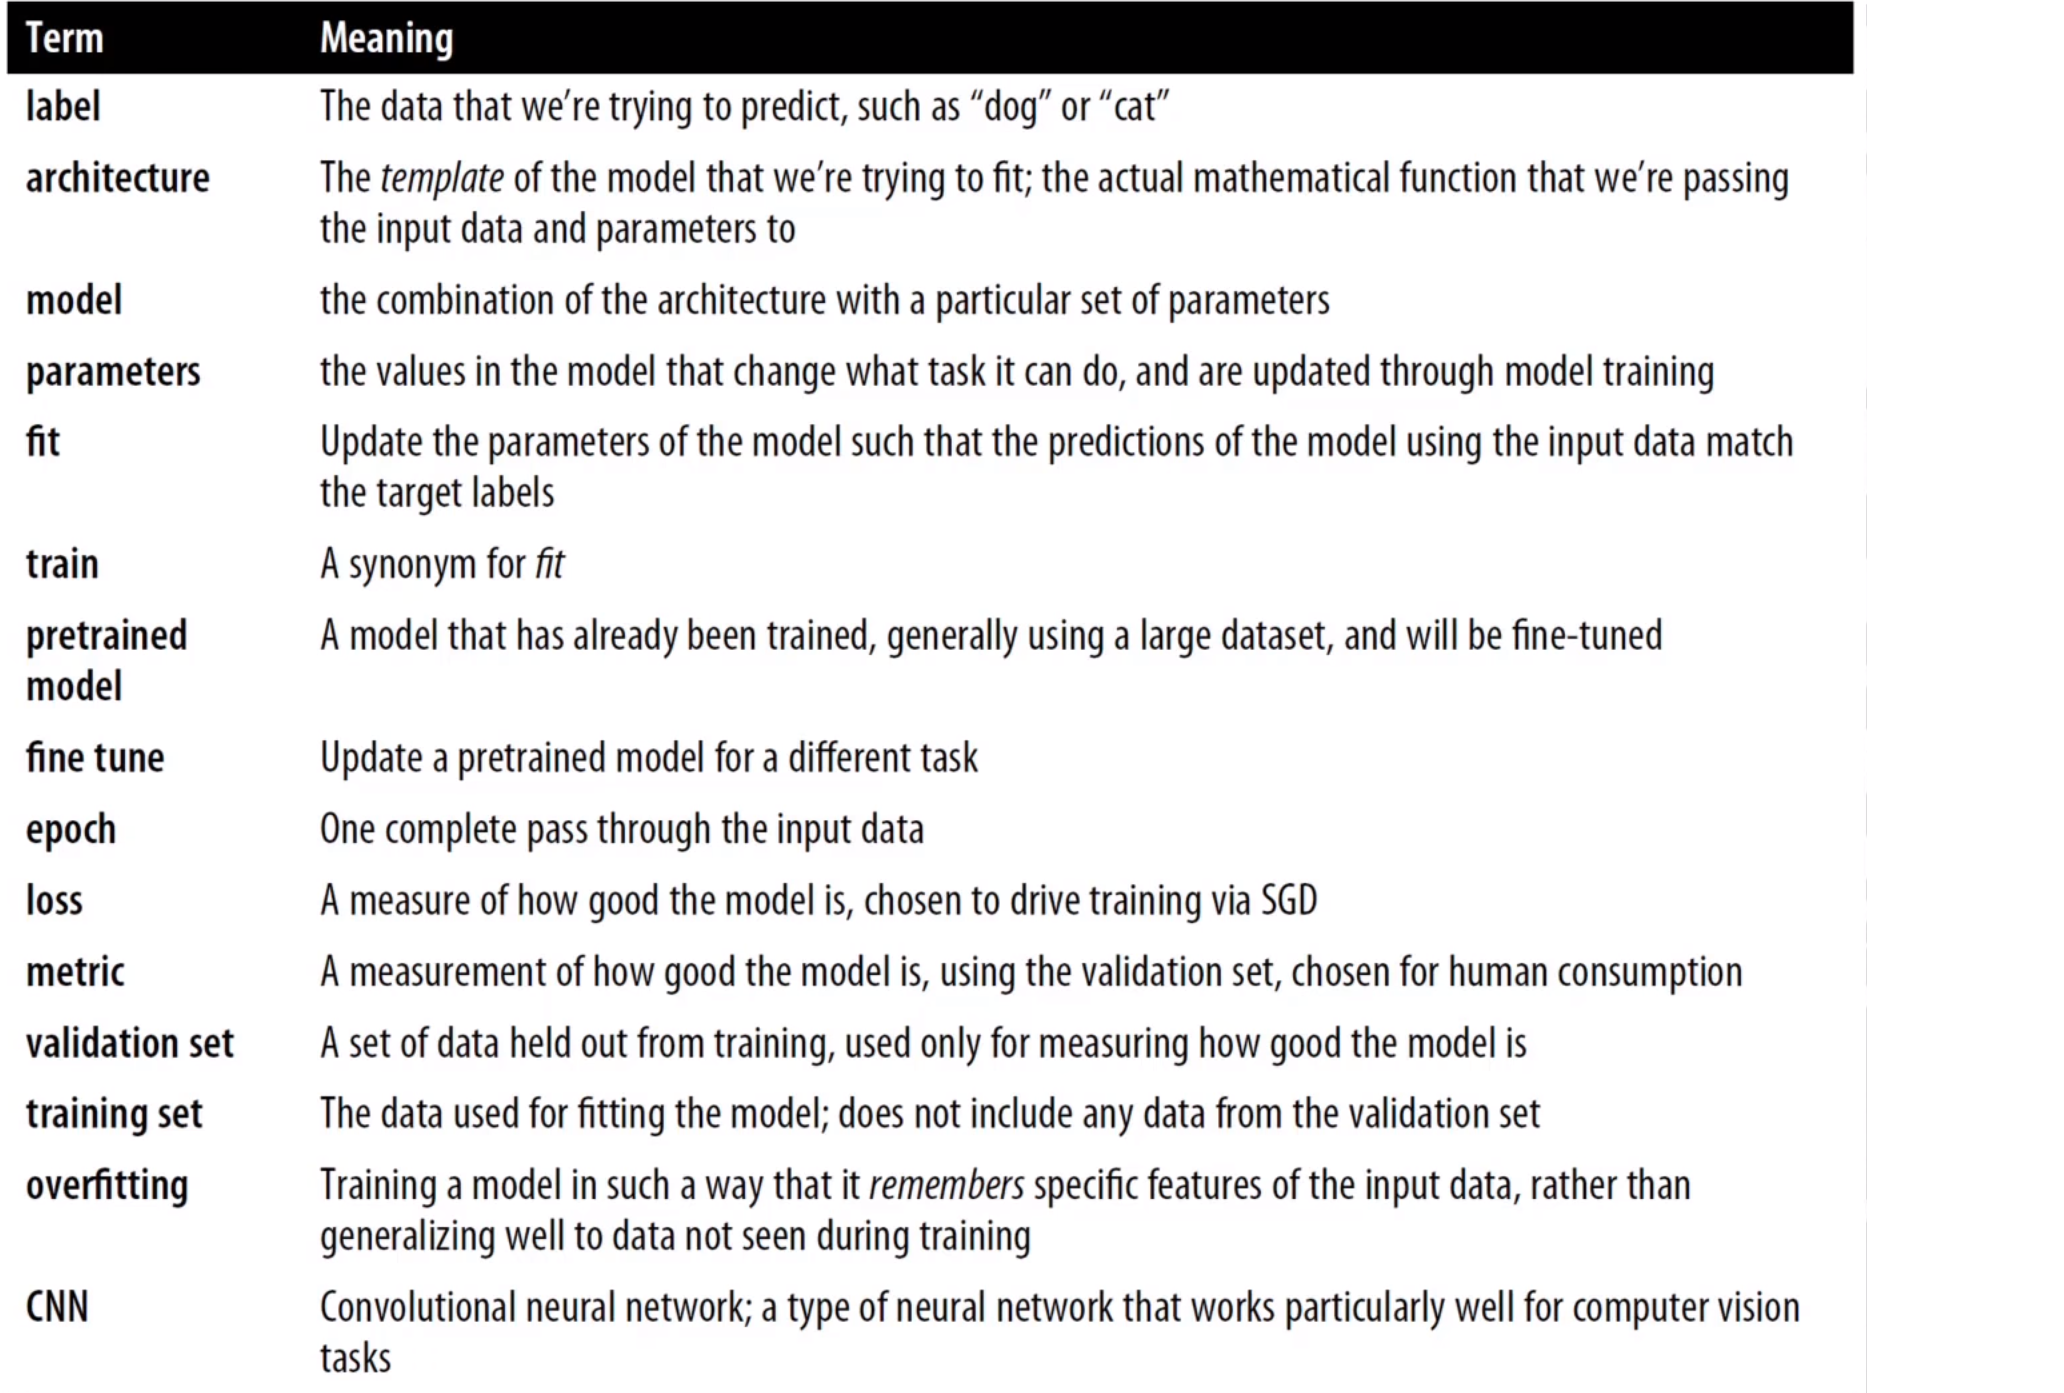 Term Meaning
label The data that we’re trying to predict, such as “dog” or “cat”
architecture The template of the model that we’re trying to fit; the actual mathematical function that we’re passing
the input data and parameters to
model the combination of the architecture with a particular set of parameters
parameters the values in the model that change what task it can do, and are updated through model training
fit Update the parameters of the model such that the predictions of the model using the input data match
the target labels
train A synonym for fit
pretrained A model that has already been trained, generally using a large dataset, and will be fine-tuned
model
fine tune Update a pretrained model for a different task
epoch One complete pass through the input data
loss A measure of how good the model is, chosen to drive training via SGD
metric A measurement of how good the model is, using the validation set, chosen for human consumption
validation set A set of data held out from training, used only for measuring how good the model is
training set The data used for fitting the model; does not include any data from the validation set
overfitting Training a model in such a way that it remembers specific features of the input data, rather than
generalizing well to data not seen during training
CNN Convolutional neural network; a type of neural network that works particularly well for computer vision
tasks